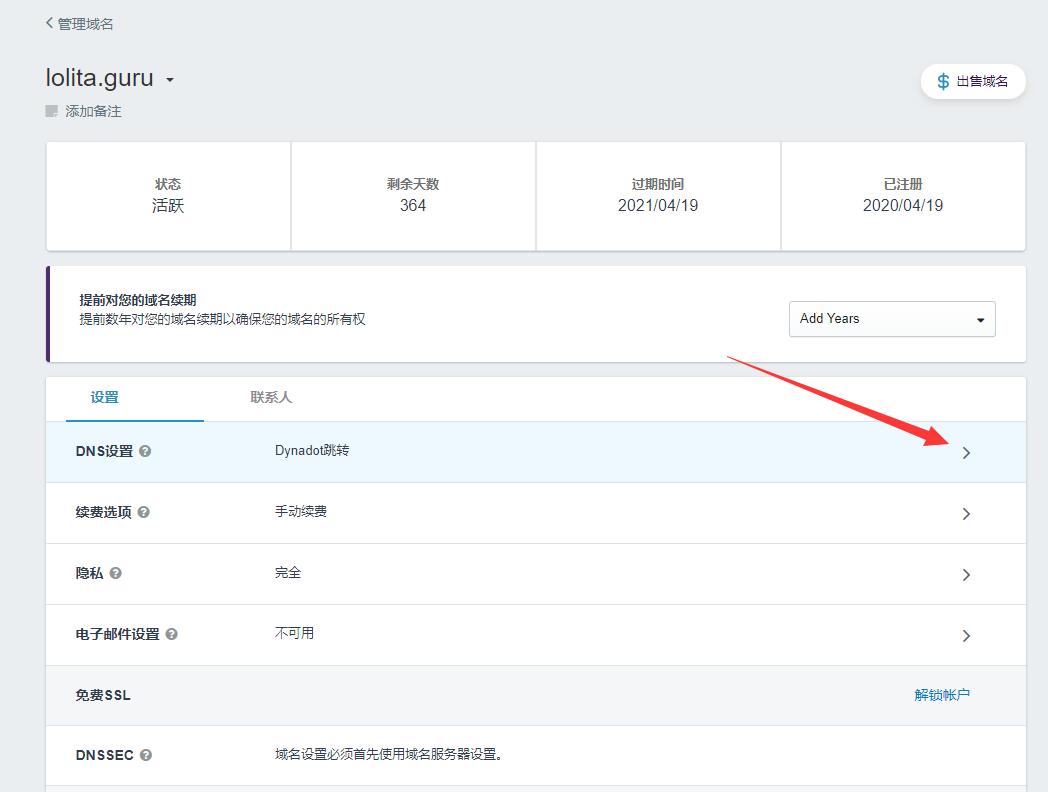 管理域名
lolita.guru
$ 出售域名
添加备注
状态
活跃
剩余天数
364
过期时间
2021/04/19
已注册
2020/04/19
提前对您的域名续期
提前数年对您的域名续期以确保您的域名的所有权
Add Years
设置 联系人
DNS设置 ? Dynadot跳转
续费选项 ? 手动续费
隐私 ? 完全
电子邮件设置 ? 不可用
免费SSL 解锁帐户
DNSSEC ? 域名设置必须首先使用域名服务器设置。